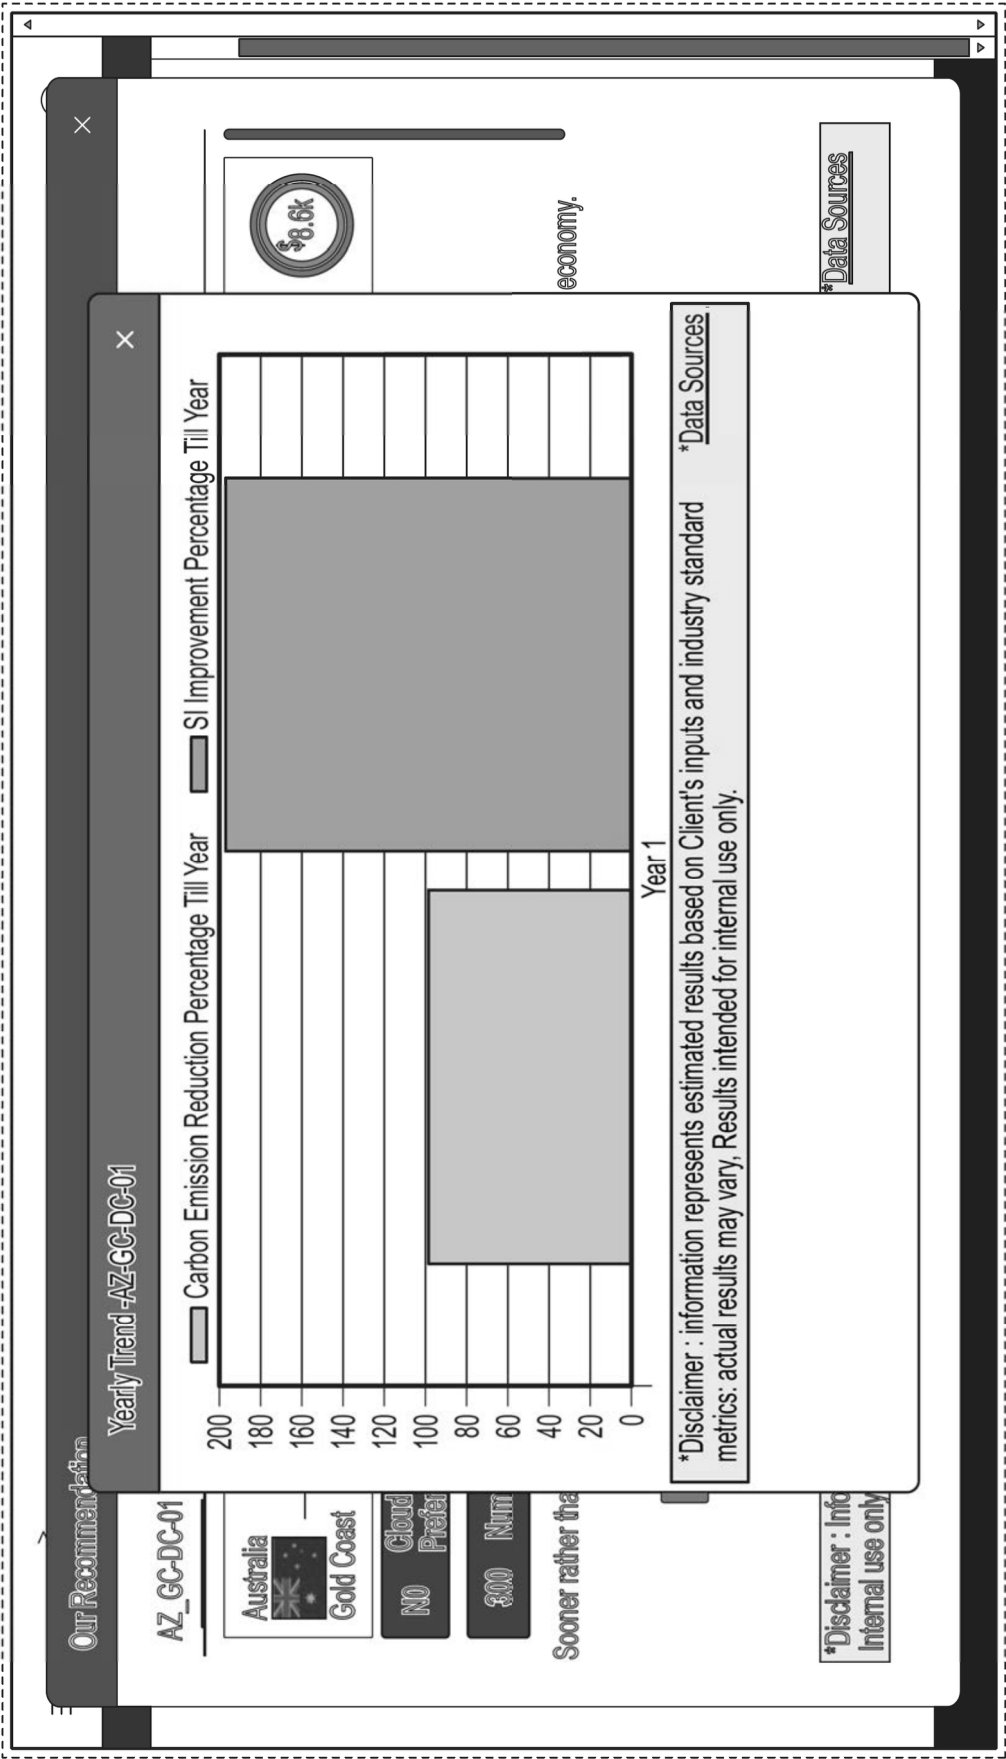 Our Recommendation
AZ_GC-DC-01
Australia
Gold Coast
$8.6k
NO
Cloud
Prefer
300
Num
Sooner rather tha
economy.
*Disclaimer : Info
Internal use only
*Data Sources
Yearly Trend -AZ-GC-DC-01
Carbon Emission Reduction Percentage Till Year
SI Improvement Percentage Till Year
200
180
160
140
120
100
80
60
40
20
0
Year 1
*Disclaimer : information represents estimated results based on Client's inputs and industry standard
metrics: actual results may vary, Results intended for internal use only.
*Data Sources